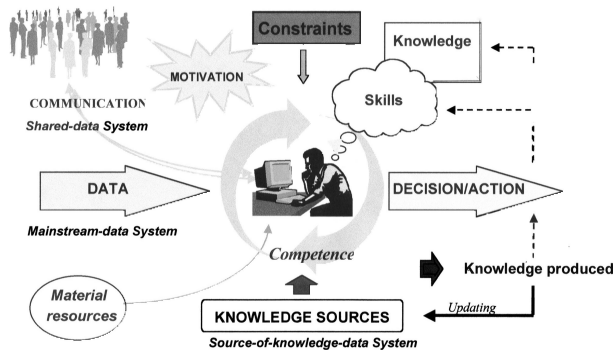 Constraints
Knowledge
MOTIVATION
Skills
COMMUNICATION
Shared-data System
DATA
DECISION/ACTION
Mainstream-data System
Competence
Knowledge produced
Material
resources
KNOWLEDGE SOURCES
Updating
Source-of-knowledge-data System